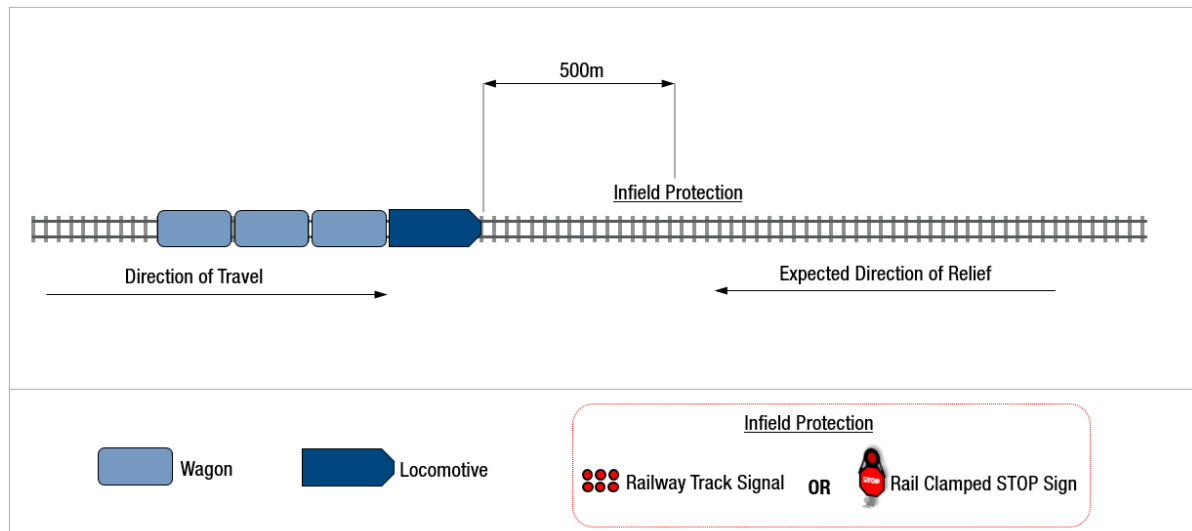 500m
Infield Protection
Direction of Travel
Expected Direction of Relief
Infield Protection
Wagon
Locomotive
Railway Track Signal OR STOP Rail Clamped STOP Sign